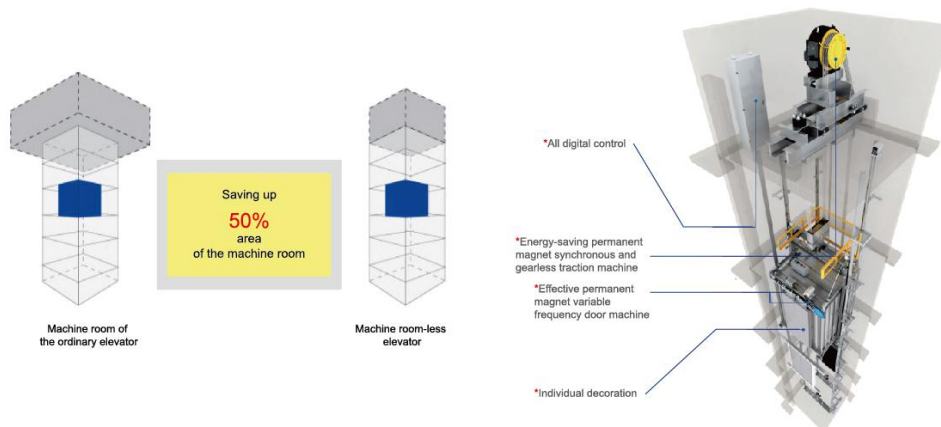 Saving up
50%
area
of the machine room
Machine room of
the ordinary elevator
Machine room-less
elevator
*All digital control
*Energy-saving permanent
magnet synchronous and
gearless traction machine
*Effective permanent
magnet variable
frequency door machine
*Individual decoration